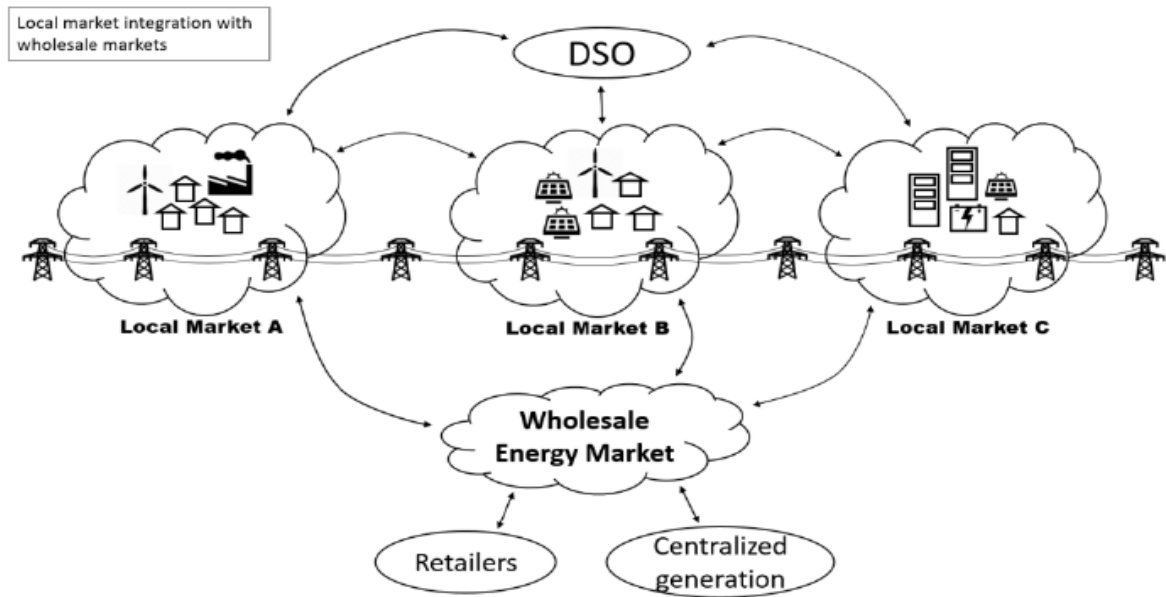 Local market integration with
wholesale markets
DSO
Local Market A
Local Market B
Local Market C
Wholesale
Energy Market
Retailers
Centralized
generation